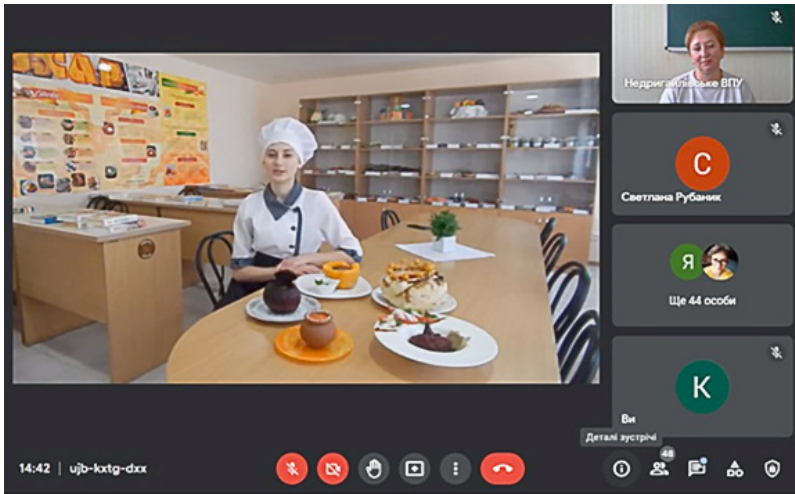 Недригайлівське ВПУ
С
Светлана Рубаник
Я
Ще 44 особи
К
Ви
Деталі зустрічі
48
14:42 | ujb-kxtg-dxx